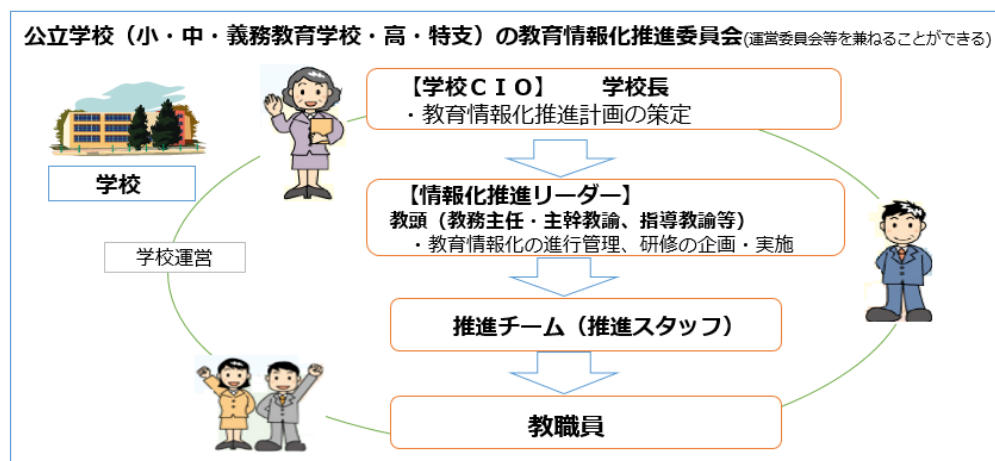 公立学校（小・中・義務教育学校・高・特支）の教育情報化推進委員会(運営委員会等を兼ねることができる)
【学校ＣＩＯ】　　学校長
・教育情報化推進計画の策定
学校
【情報化推進リーダー】
教頭（教務主任・主幹教諭、指導教諭等）
・教育情報化の進行管理、研修の企画・実施
学校運営
推進チーム（推進スタッフ）
教職員